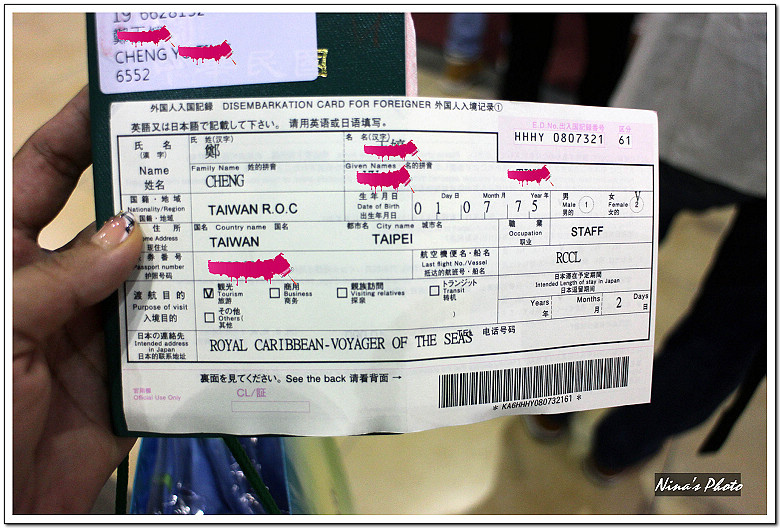 CHENG Y
6552
外国人入国記録 DISEMBARKATION CARD FOR FOREIGNER 外国人入境记录①
英語又は日本語で記載して下さい。 请用英语或日语填写。
E.D.No.出入国記録番号 区分
HHHY 0807321 61
氏 名
(漢 字)
氏 姓(汉字)
鄭
名 名(汉字)
Name
姓名
Family Name 姓的拼音
CHENG
Given Names 名的拼音
国籍・地域
Nationality/Region
国籍・地域
TAIWAN R.O.C
生年月日
Date of Birth
出生年月日
Day 日 Month 月 Year 年
0 1 0 7 7 5
男
Male
男的
1
女
Female
女的
2
V
住 所
Home Address
国名 Country name 国名
TAIWAN
都市名 City name 城市名
TAIPEI
職 業
Occupation
职业
STAFF
券番号
Passport number
护照号码
航空機便名・船名
Last flight No./Vessel
抵达的航班号・船名
RCCL
渡航目的
Purpose of visit
入境目的
V
観光
Tourism
旅游
商用
Business
商务
親族訪問
Visiting relatives
探亲
トランジット
Transit
转机
その他
Others(
其他
)
日本滞在予定期間
Intended Length of stay in Japan
日本逗留期间
Years
年
Months
月
2
Days
日
日本の連絡先
Intended address
in Japan
日本的联系地址
ROYAL CARIBBEAN-VOYAGER OF THE SEAS
TEL 电话号码
裏面を見てください。 See the back 请看背面 →
Official Use Only
CL/証
* KA6HHHY080732161 *
Nina's Photo